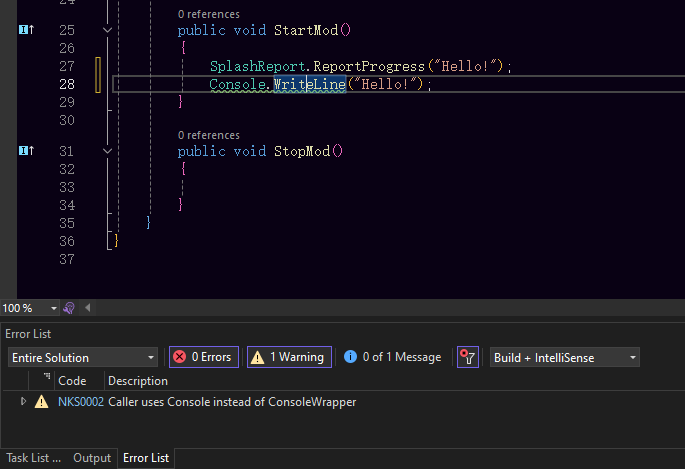 24
0 references
25 public void StartMod()
26 {
27 SplashReport.ReportProgress("Hello!");
28 Console.WriteLine("Hello!");
29 }
30
0 references
31 public void StopMod()
32 {
33
34 }
35 }
36 }
37
100 %
Error List
Entire Solution 0 Errors 1 Warning 0 of 1 Message Build + IntelliSense
Code Description
NKS0002 Caller uses Console instead of ConsoleWrapper
Task List ... Output Error List